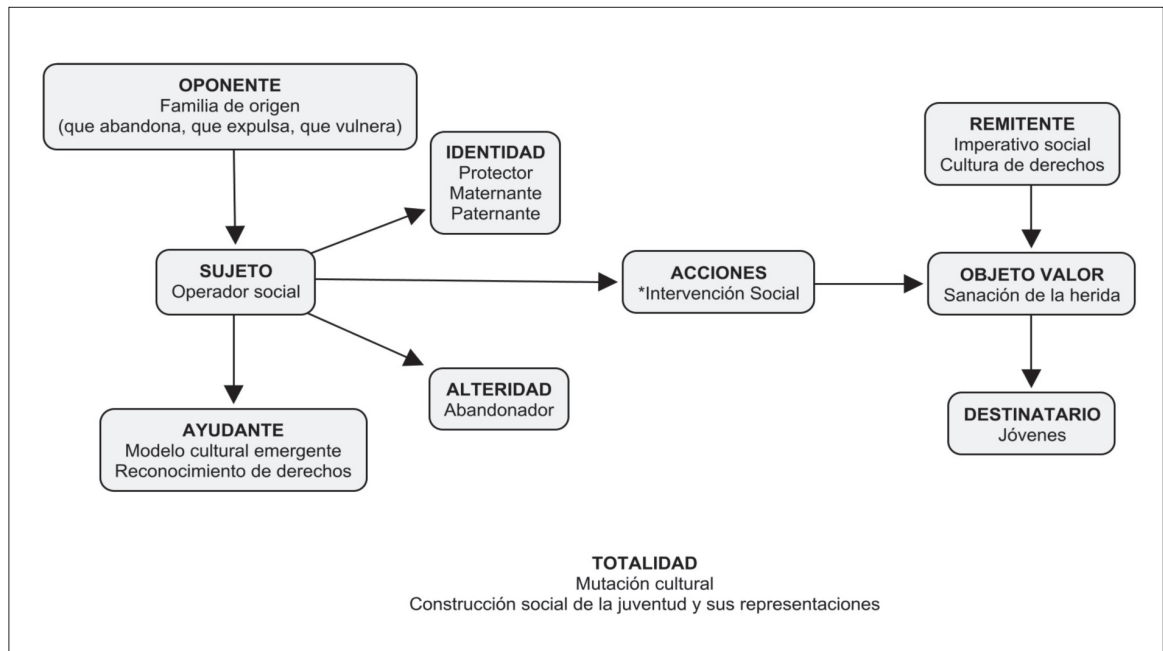 OPONENTE
Familia de origen
(que abandona, que expulsa, que vulnera)
IDENTIDAD
Protector
Maternante
Paternante
REMITENTE
Imperativo social
Cultura de derechos
SUJETO
Operador social
ACCIONES
*Intervención Social
OBJETO VALOR
Sanación de la herida
ALTERIDAD
Abandonador
AYUDANTE
Modelo cultural emergente
Reconocimiento de derechos
DESTINATARIO
Jóvenes
TOTALIDAD
Mutación cultural
Construcción social de la juventud y sus representaciones